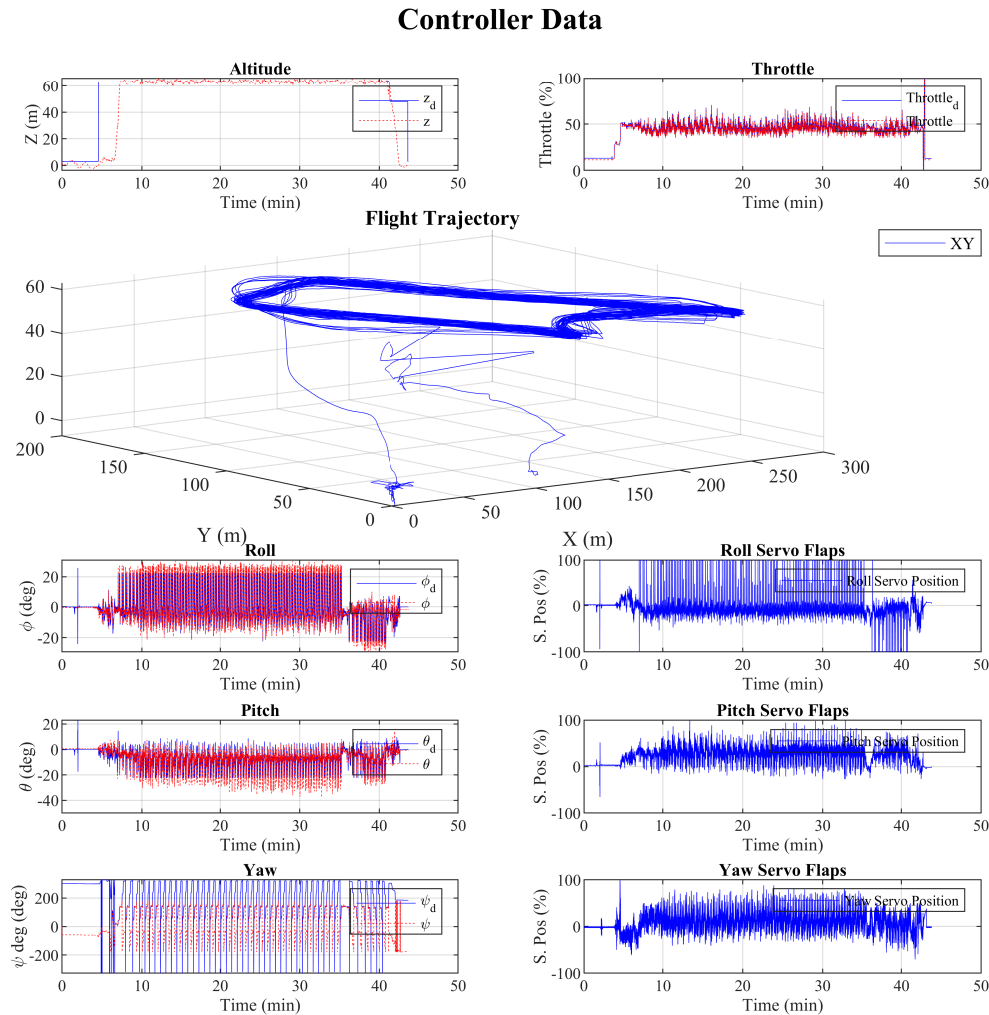 Controller Data
Altitude
Z (m)
60
40
20
0
z_d
z
0 10 20 30 40 50
Time (min)
Throttle
Throttle (%)
100
50
0
Throttle_d
Throttle
0 10 20 30 40 50
Time (min)
Flight Trajectory
XY
60
40
20
0
200
150
100
50
0
0
50
100
150
200
250
300
Y (m)
X (m)
Roll
ϕ (deg)
20
0
-20
ϕ_d
ϕ
0 10 20 30 40 50
Time (min)
Roll Servo Flaps
S. Pos (%)
100
0
-100
Roll Servo Position
0 10 20 30 40 50
Time (min)
Pitch
θ (deg)
20
0
-20
-40
θ_d
θ
0 10 20 30 40 50
Time (min)
Pitch Servo Flaps
S. Pos (%)
100
0
-100
Pitch Servo Position
0 10 20 30 40 50
Time (min)
Yaw
ψ deg (deg)
200
0
-200
ψ_d
ψ
0 10 20 30 40 50
Time (min)
Yaw Servo Flaps
S. Pos (%)
100
0
-100
Yaw Servo Position
0 10 20 30 40 50
Time (min)